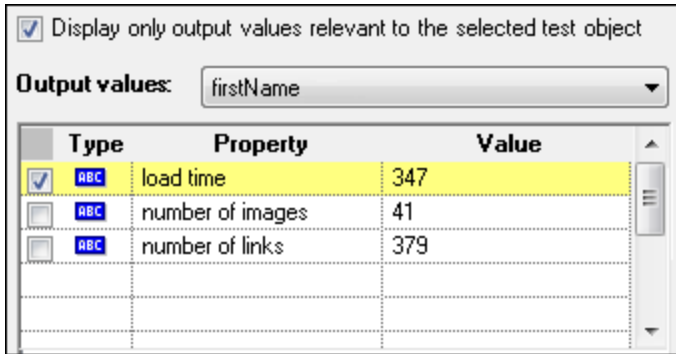 Display only output values relevant to the selected test object
Output values: firstName
Type Property Value
ABC load time 347
ABC number of images 41
ABC number of links 379